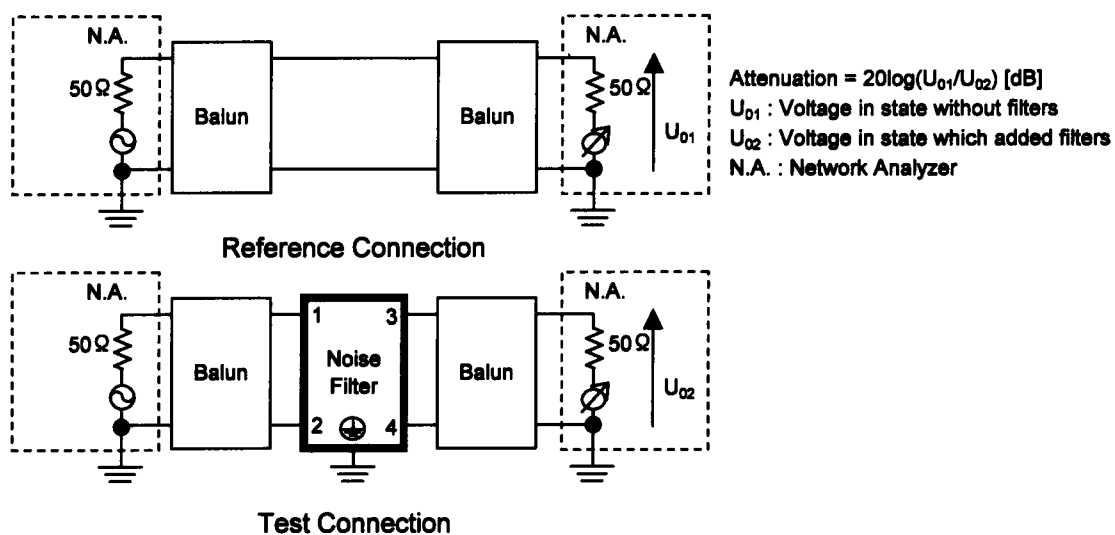 N.A.
N.A.
50Ω
Balun
Balun
50Ω
U01
Attenuation = 20log(U01/U02) [dB]
U01 : Voltage in state without filters
U02 : Voltage in state which added filters
N.A. : Network Analyzer
Reference Connection
N.A.
N.A.
50Ω
Balun
1 3
Noise
Filter
2 4
Balun
50Ω
U02
Test Connection